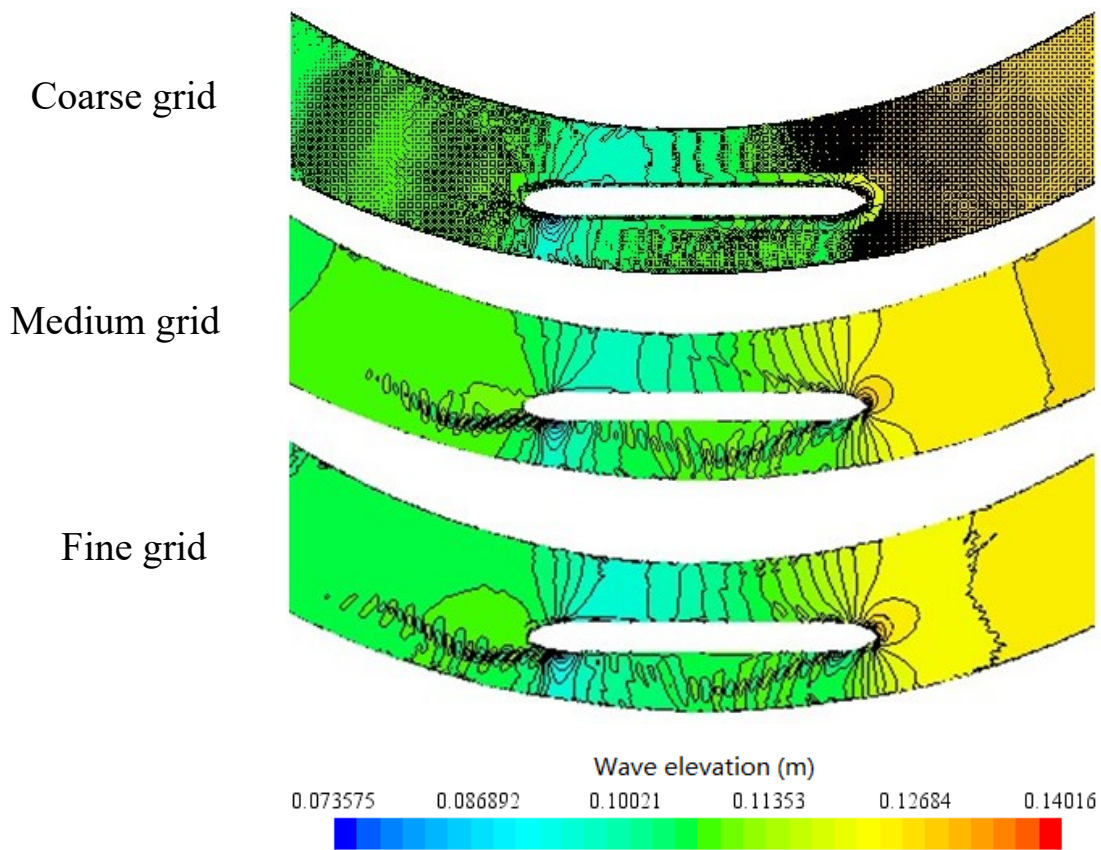 Coarse grid
Medium grid
Fine grid
Wave elevation (m)
0.073575 0.086892 0.10021 0.11353 0.12684 0.14016